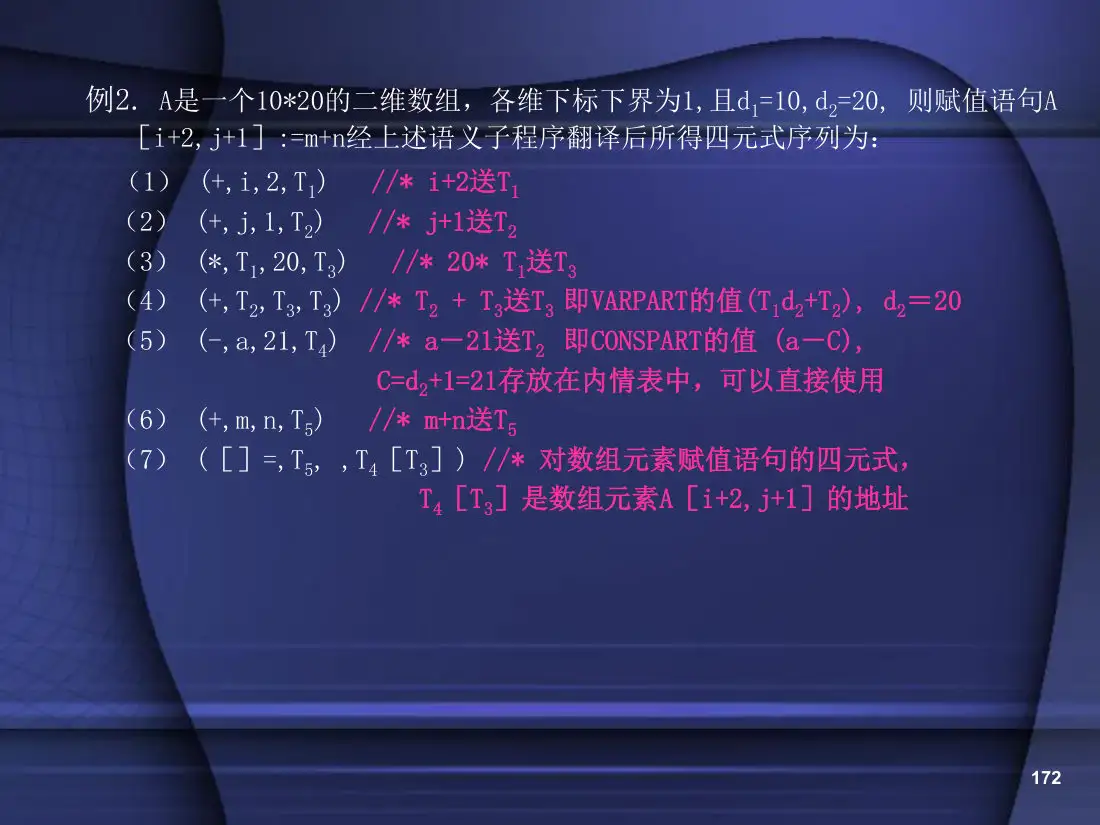 例2. A是一个10*20的二维数组，各维下标下界为1,且d1=10,d2=20, 则赋值语句A
［i+2,j+1］:=m+n经上述语义子程序翻译后所得四元式序列为：
（1） (+,i,2,T1) //* i+2送T1
（2） (+,j,1,T2) //* j+1送T2
（3） (*,T1,20,T3) //* 20* T1送T3
（4） (+,T2,T3,T3) //* T2 + T3送T3 即VARPART的值(T1d2+T2), d2＝20
（5） (-,a,21,T4) //* a－21送T2 即CONSPART的值 (a－C),
C=d2+1=21存放在内情表中，可以直接使用
（6） (+,m,n,T5) //* m+n送T5
（7） (［］=,T5, ,T4［T3］) //* 对数组元素赋值语句的四元式，
T4［T3］是数组元素A［i+2,j+1］的地址
172